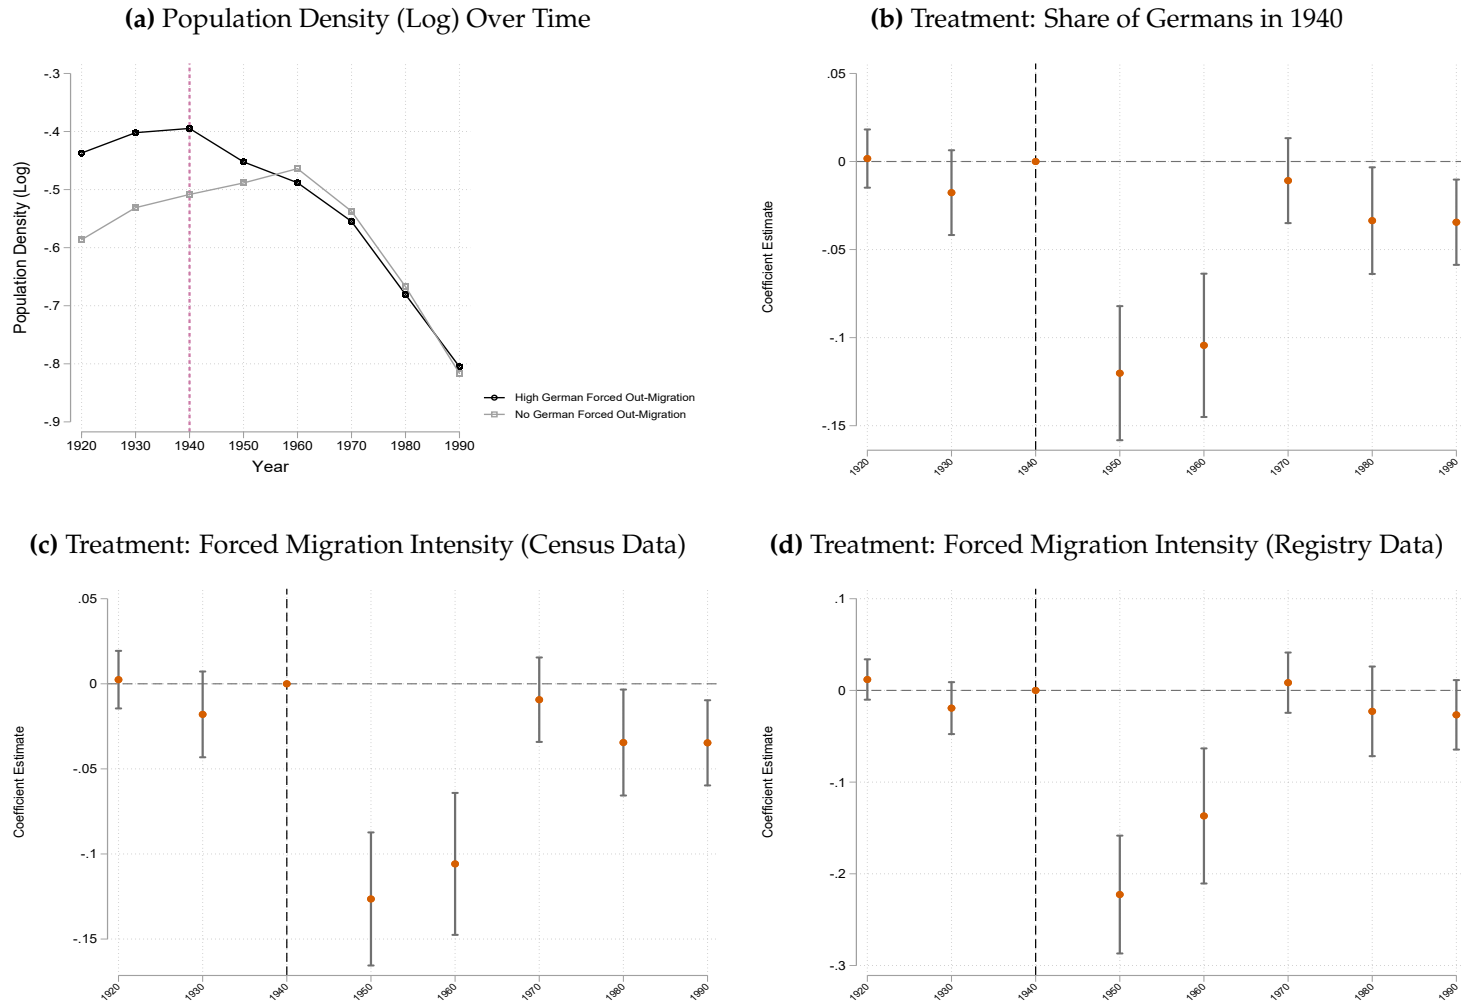 (a) Population Density (Log) Over Time
-.3
-.4
-.5
-.6
-.7
-.8
-.9
Population Density (Log)
1920 1930 1940 1950 1960 1970 1980 1990
Year
High German Forced Out-Migration
No German Forced Out-Migration
(b) Treatment: Share of Germans in 1940
.05
0
-.05
-.1
-.15
Coefficient Estimate
1920 1930 1940 1950 1960 1970 1980 1990
(c) Treatment: Forced Migration Intensity (Census Data)
.05
0
-.05
-.1
-.15
Coefficient Estimate
1920 1930 1940 1950 1960 1970 1980 1990
(d) Treatment: Forced Migration Intensity (Registry Data)
.1
0
-.1
-.2
-.3
Coefficient Estimate
1920 1930 1940 1950 1960 1970 1980 1990